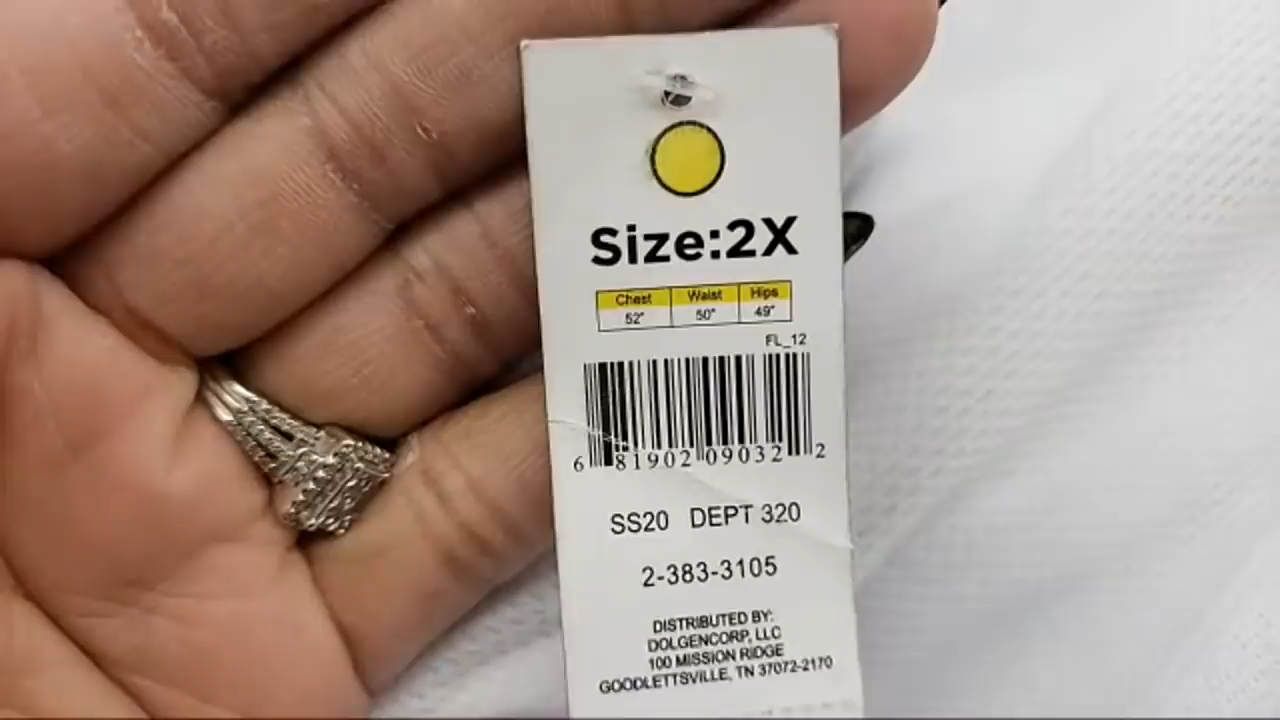 Size:2X
Chest Waist Hips
52" 50" 49"
FL_12
6 81902 09032 2
SS20 DEPT 320
2-383-3105
DISTRIBUTED BY:
DOLGENCORP, LLC
100 MISSION RIDGE
GOODLETTSVILLE, TN 37072-2170